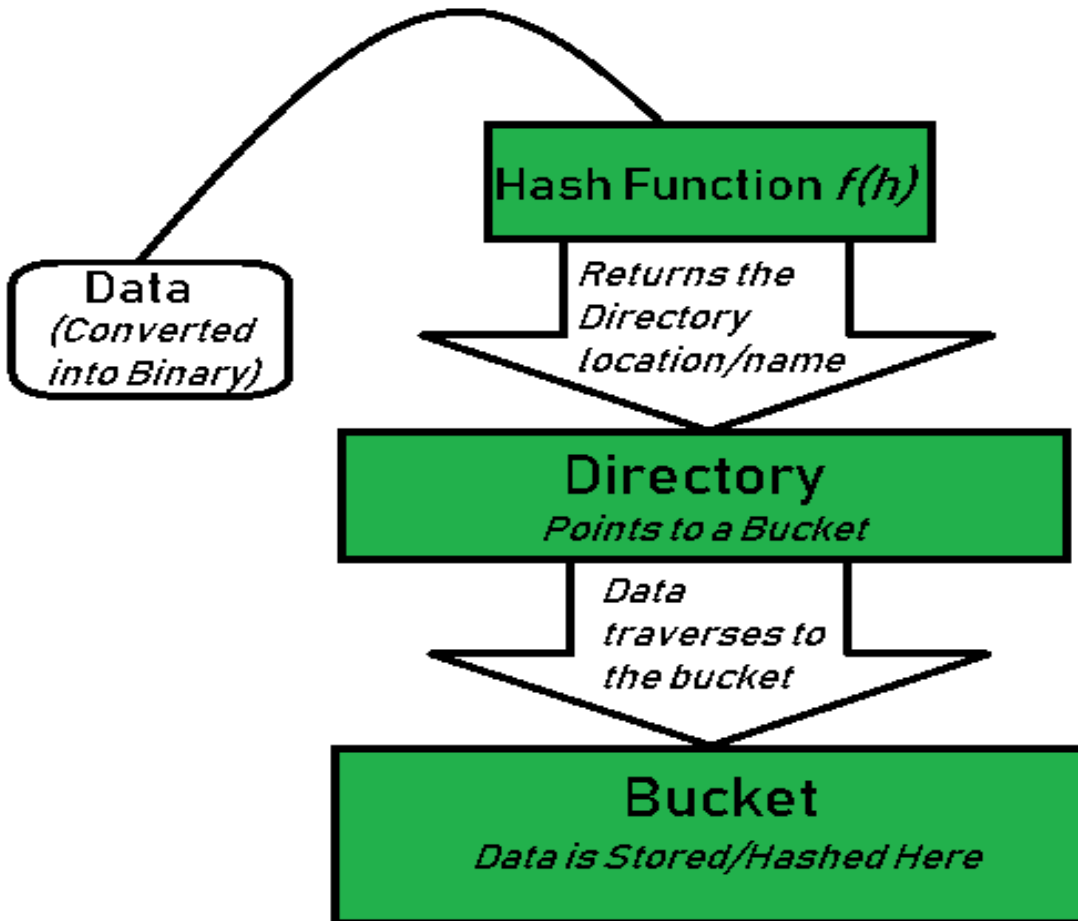 Data
(Converted
into Binary)
Hash Function f(h)
Returns the
Directory
location/name
Directory
Points to a Bucket
Data
traverses to
the bucket
Bucket
Data is Stored/Hashed Here